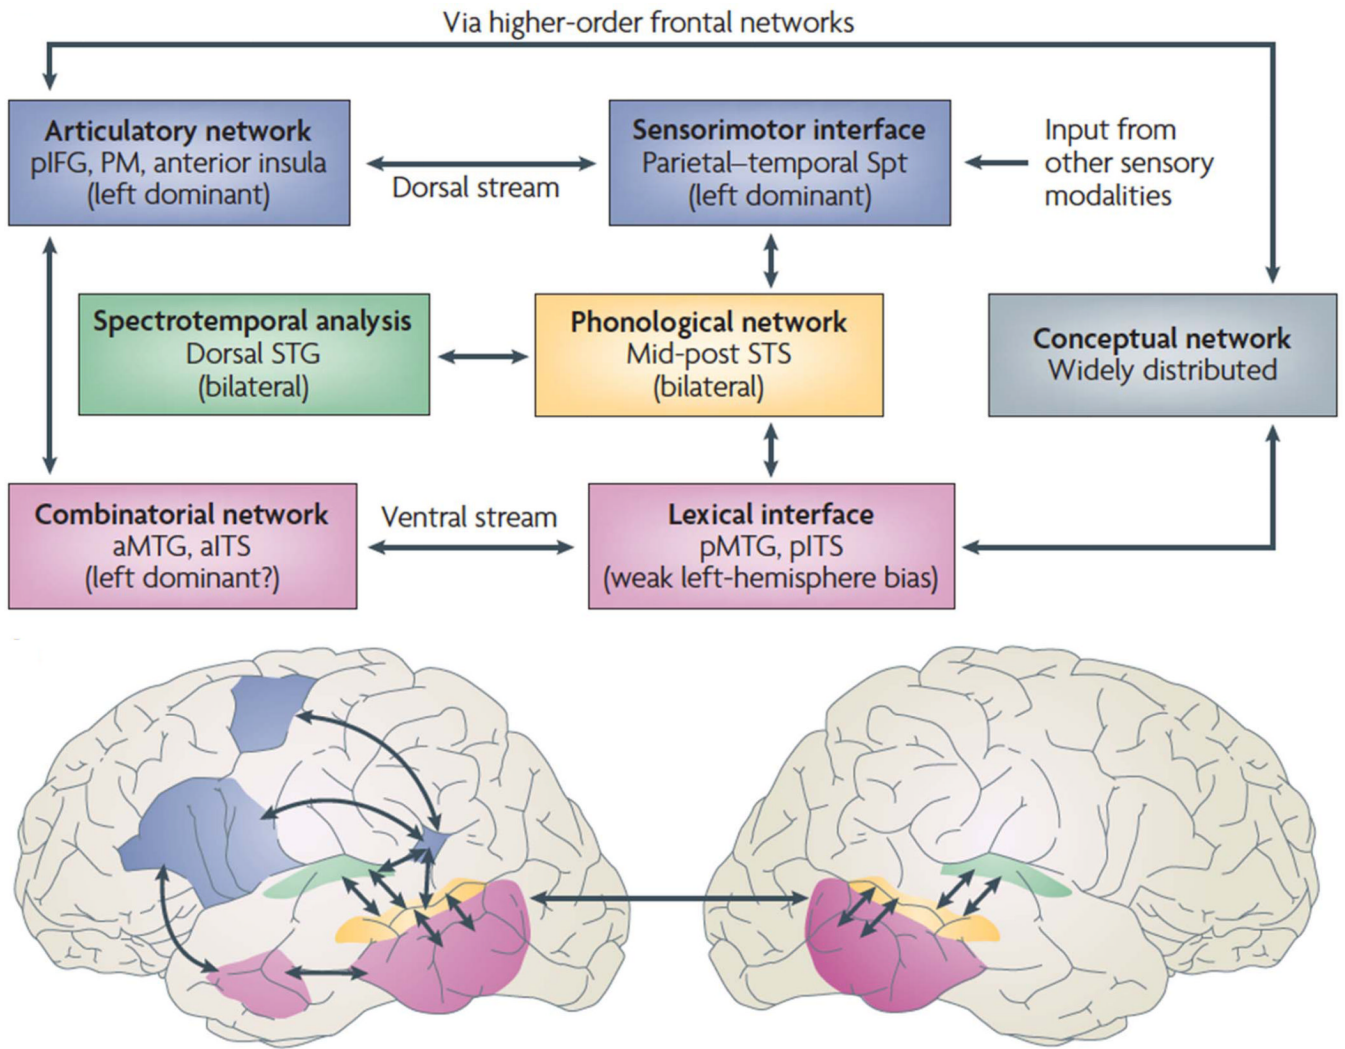 Via higher-order frontal networks
Articulatory network
pIFG, PM, anterior insula
(left dominant)
Dorsal stream
Sensorimotor interface
Parietal–temporal Spt
(left dominant)
Input from
other sensory
modalities
Spectrotemporal analysis
Dorsal STG
(bilateral)
Phonological network
Mid-post STS
(bilateral)
Conceptual network
Widely distributed
Combinatorial network
aMTG, aITS
(left dominant?)
Ventral stream
Lexical interface
pMTG, pITS
(weak left-hemisphere bias)